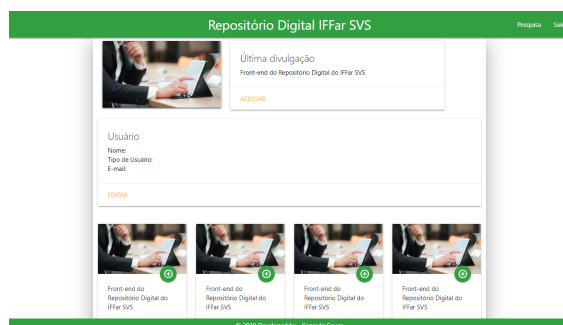 Repositório Digital IFFar SVS
Pesquisa
Última divulgação
Front-end do Repositório Digital do IFFar SVS
ACESSAR
Usuário
Nome:
Tipo de Usuário:
E-mail:
EDITAR
Front-end do
Repositório Digital do
IFFar SVS
Front-end do
Repositório Digital do
IFFar SVS
Front-end do
Repositório Digital do
IFFar SVS
Front-end do
Repositório Digital do
IFFar SVS